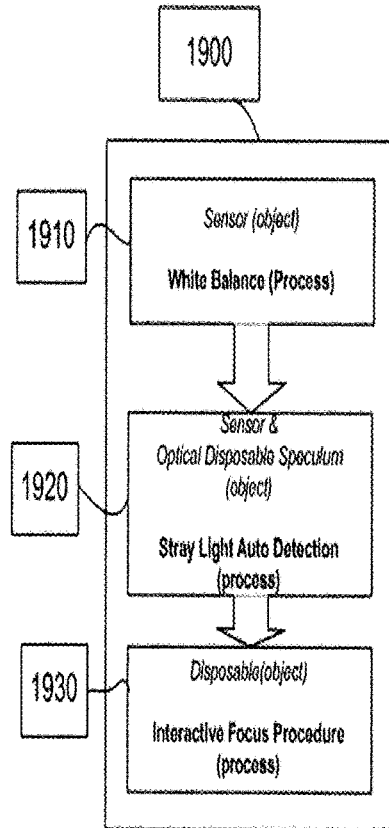 1900
1910
Sensor (object)
White Balance (Process)
Sensor &
Optical Disposable Speculum
(object)
1920
Stray Light Auto Detection
(process)
1930
Disposable(object)
Interactive Focus Procedure
(process)